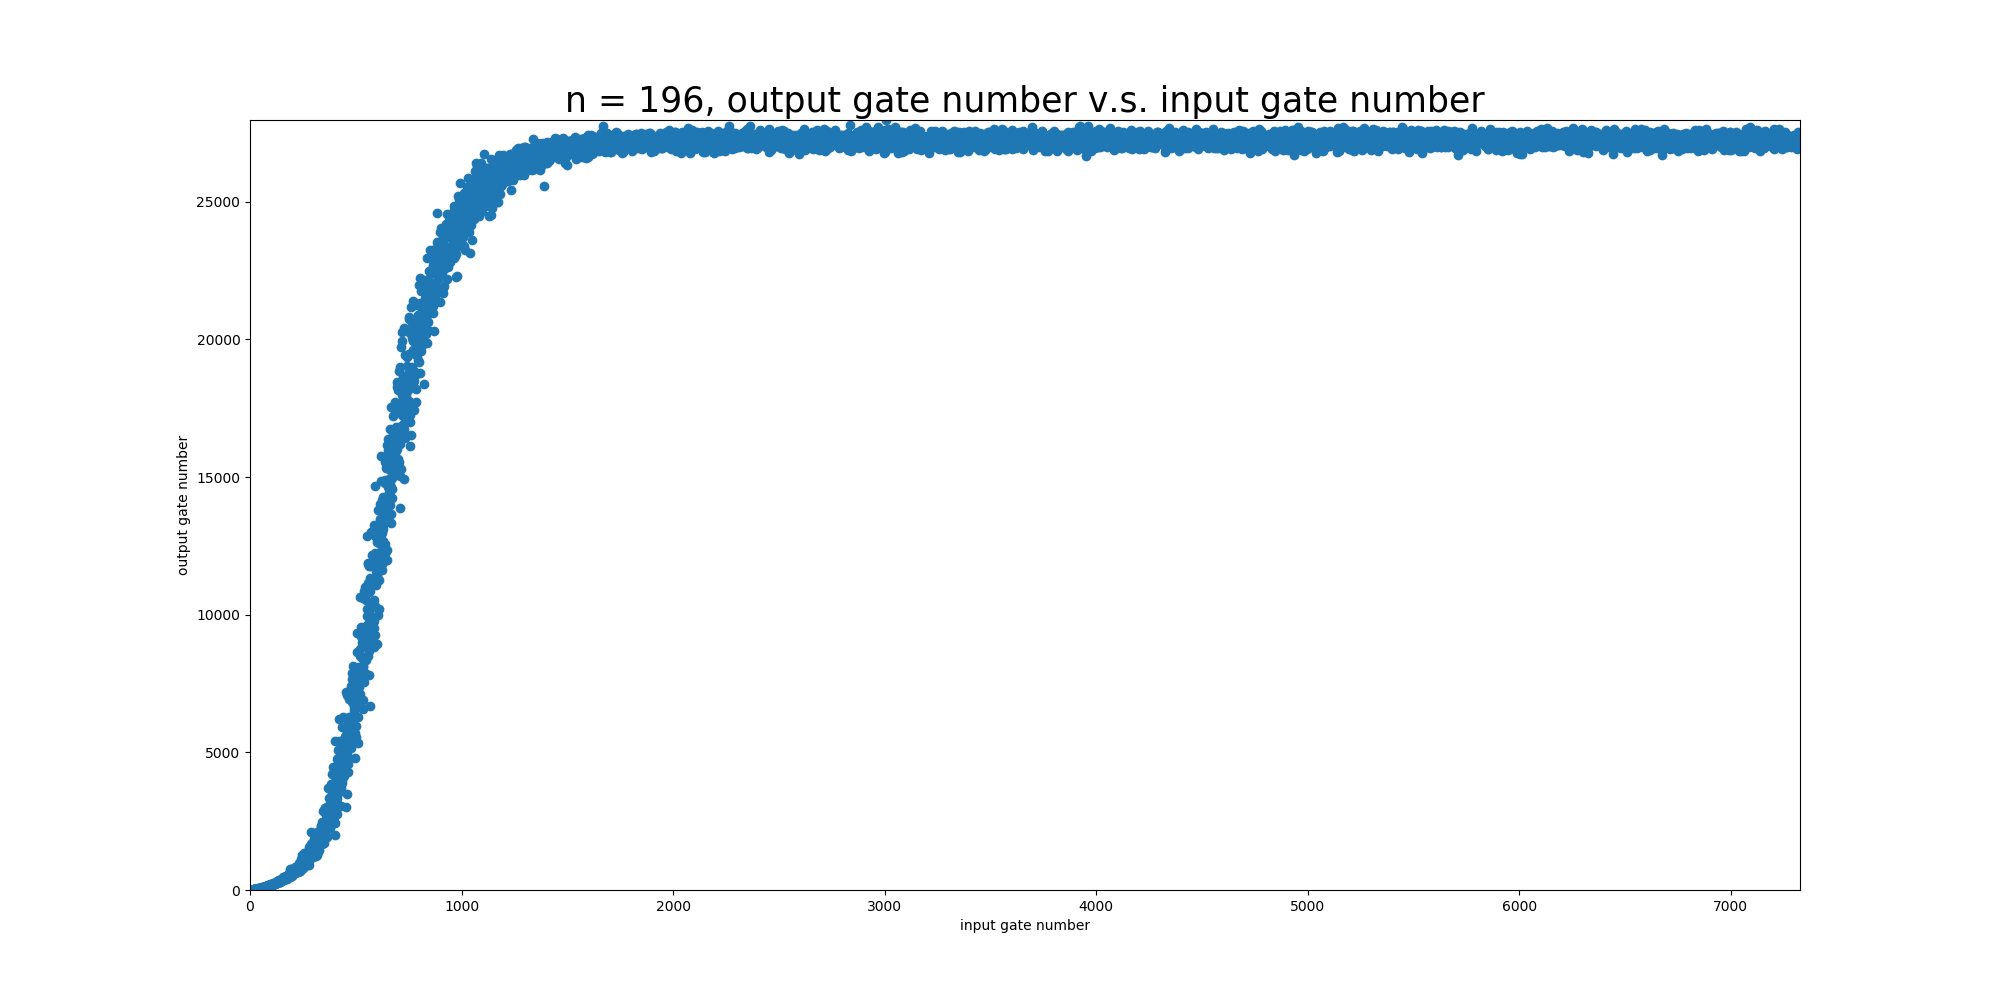 n = 196, output gate number v.s. input gate number
25000
20000
15000
10000
5000
0
output gate number
0 1000 2000 3000 4000 5000 6000 7000
input gate number